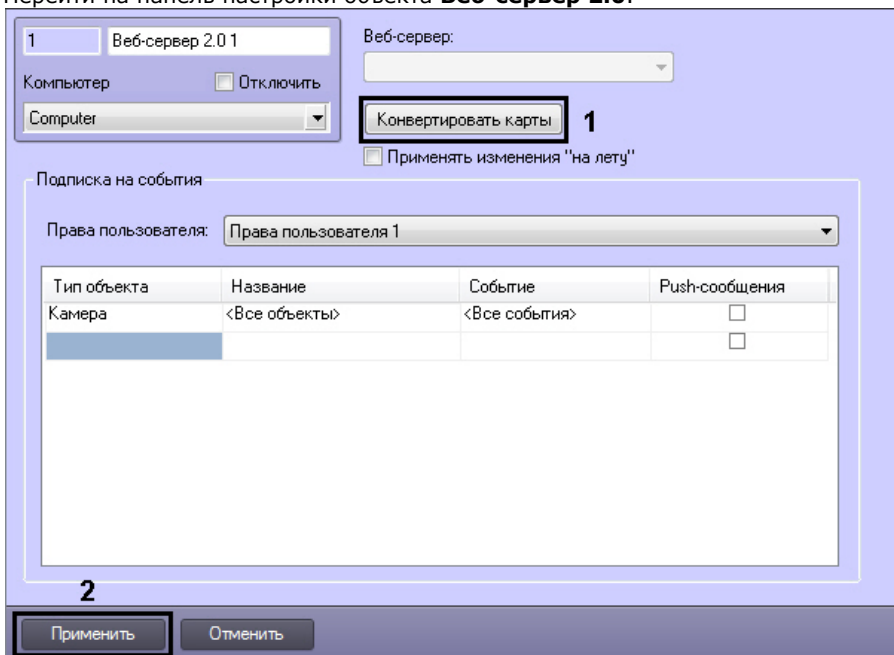 Перейти на панель настройки объекта Веб-сервер 2.0.
1 Веб-сервер 2.0 1 Веб-сервер:
Компьютер Отключить
Computer Конвертировать карты 1
Применять изменения "на лету"
Подписка на события
Права пользователя: Права пользователя 1
Тип объекта Название Событие Push-сообщения
Камера <Все объекты> <Все события>
2
Применить Отменить